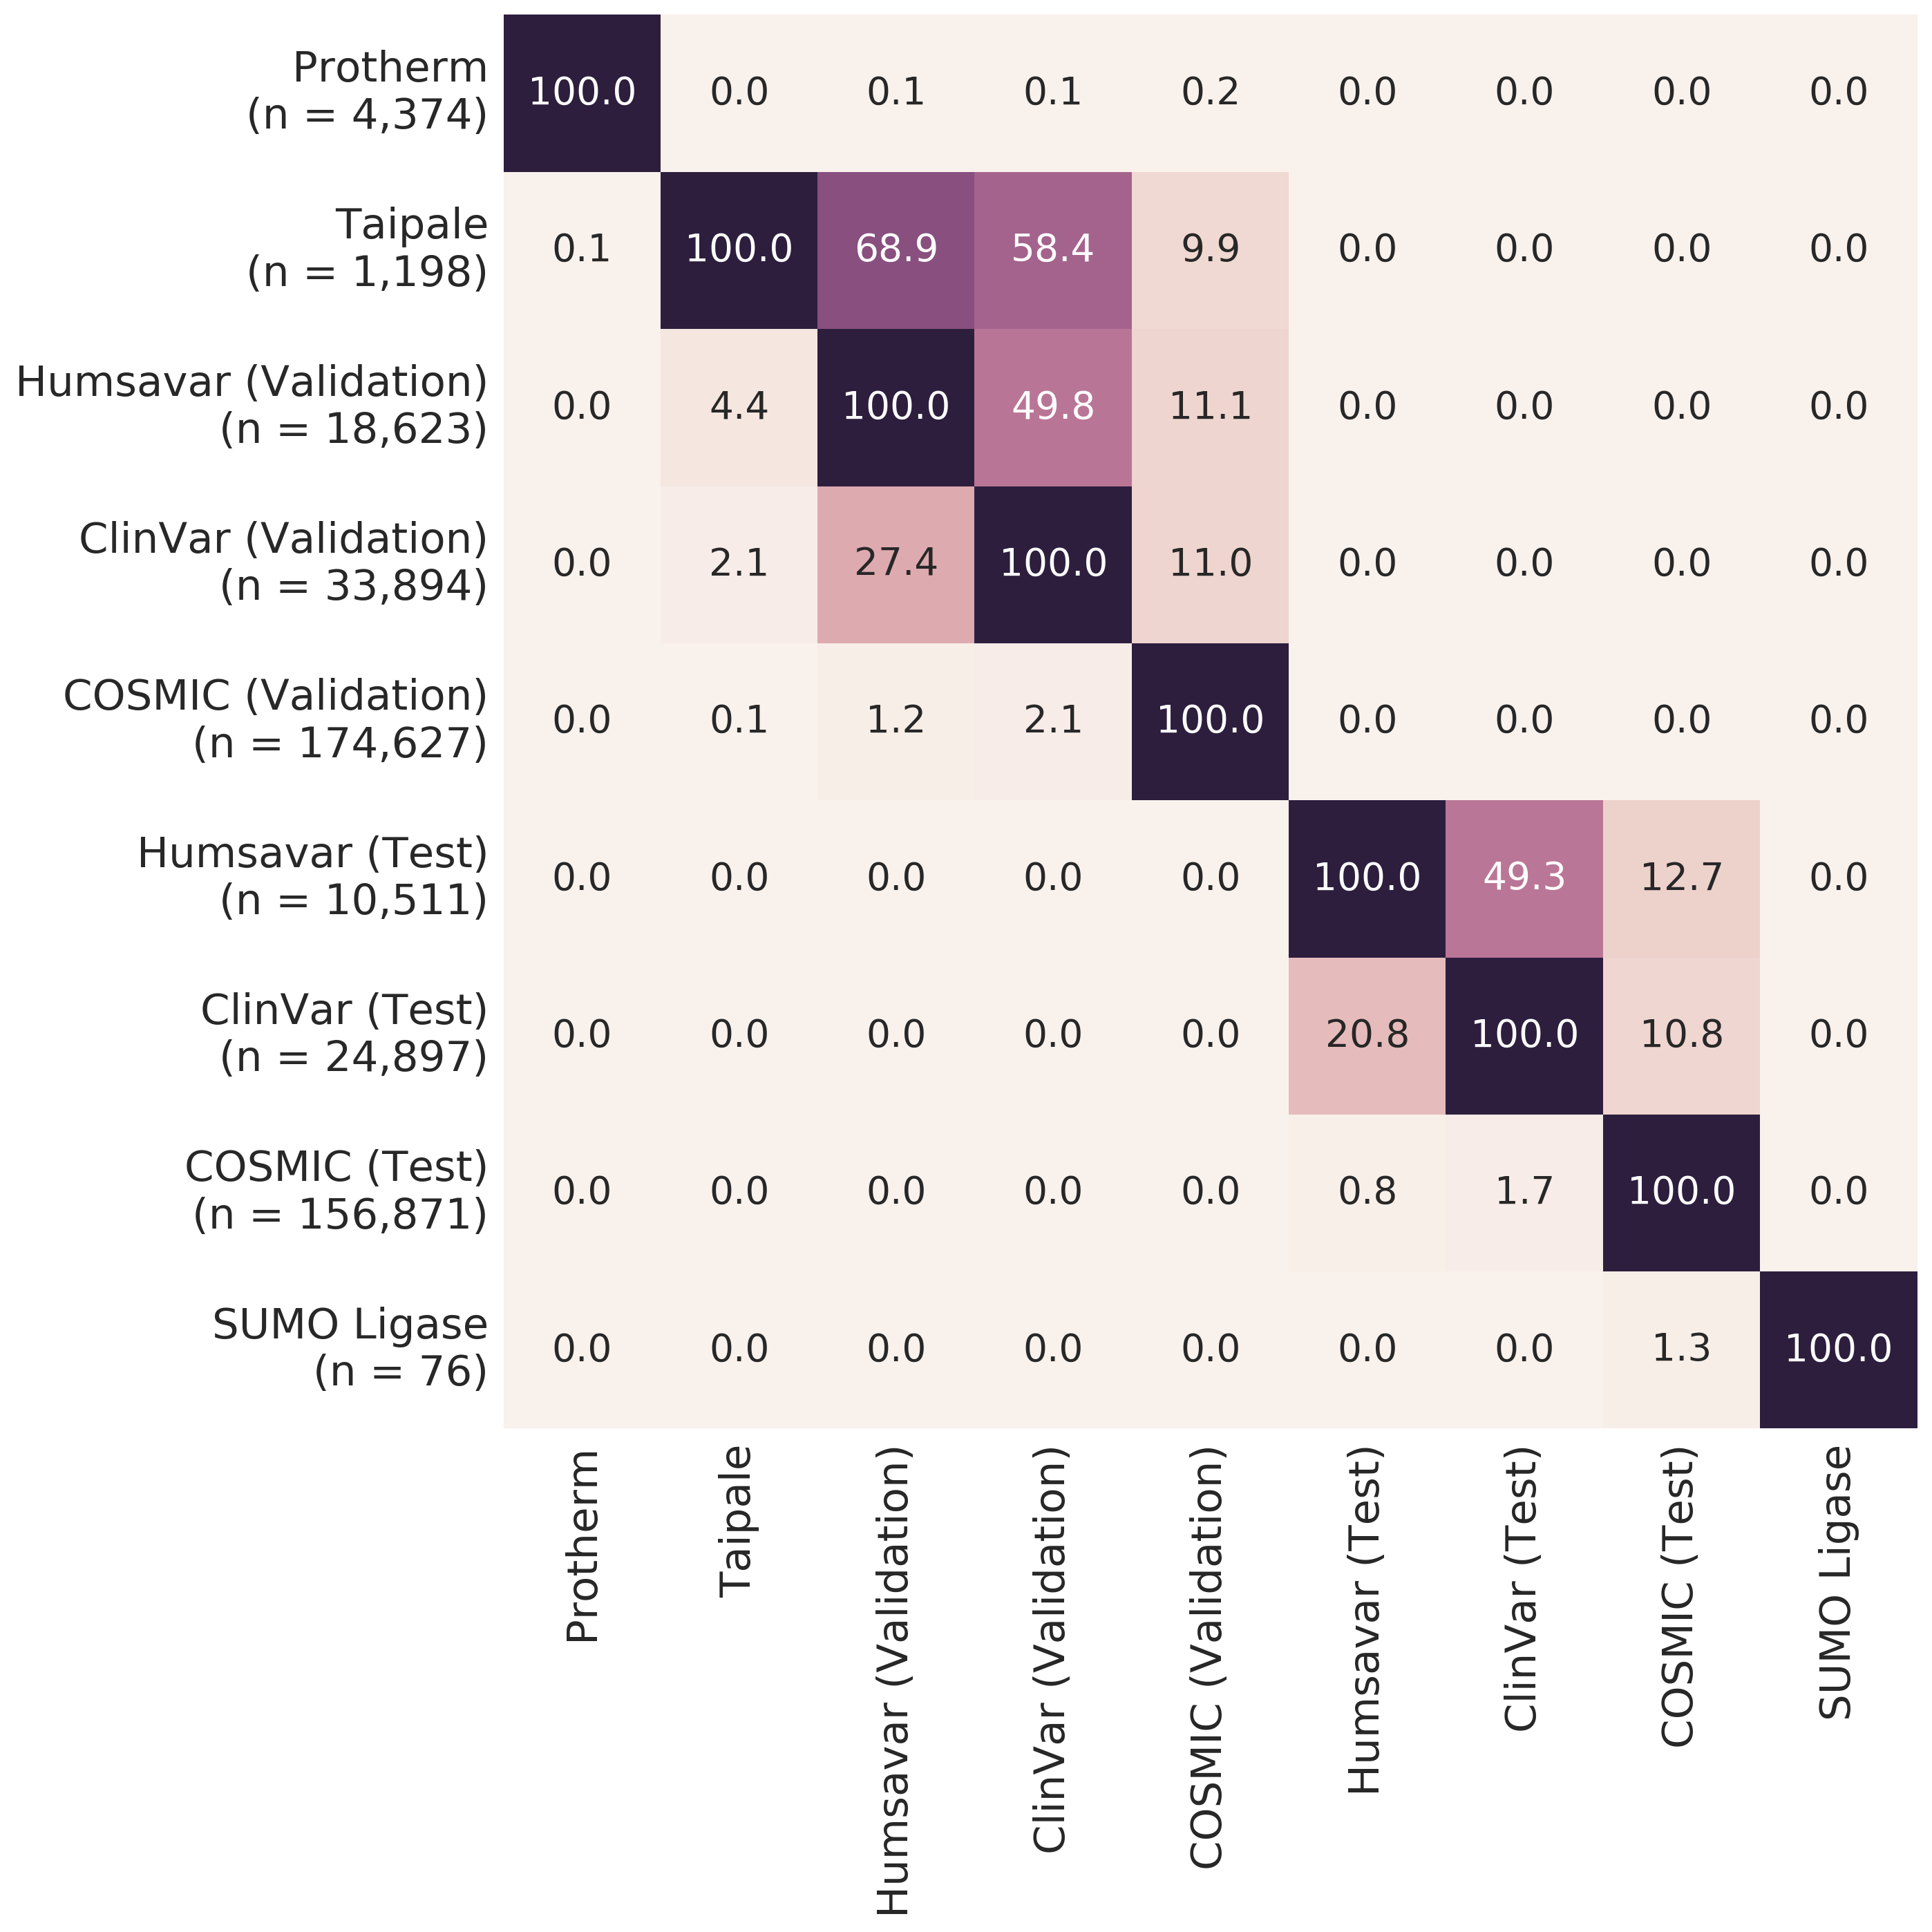 Protherm
(n = 4,374)
100.0 0.0 0.1 0.1 0.2 0.0 0.0 0.0 0.0
Taipale
(n = 1,198)
0.1 100.0 68.9 58.4 9.9 0.0 0.0 0.0 0.0
Humsavar (Validation)
(n = 18,623)
0.0 4.4 100.0 49.8 11.1 0.0 0.0 0.0 0.0
ClinVar (Validation)
(n = 33,894)
0.0 2.1 27.4 100.0 11.0 0.0 0.0 0.0 0.0
COSMIC (Validation)
(n = 174,627)
0.0 0.1 1.2 2.1 100.0 0.0 0.0 0.0 0.0
Humsavar (Test)
(n = 10,511)
0.0 0.0 0.0 0.0 0.0 100.0 49.3 12.7 0.0
ClinVar (Test)
(n = 24,897)
0.0 0.0 0.0 0.0 0.0 20.8 100.0 10.8 0.0
COSMIC (Test)
(n = 156,871)
0.0 0.0 0.0 0.0 0.0 0.8 1.7 100.0 0.0
SUMO Ligase
(n = 76)
0.0 0.0 0.0 0.0 0.0 0.0 0.0 1.3 100.0
Protherm
Taipale
Humsavar (Validation)
ClinVar (Validation)
COSMIC (Validation)
Humsavar (Test)
ClinVar (Test)
COSMIC (Test)
SUMO Ligase